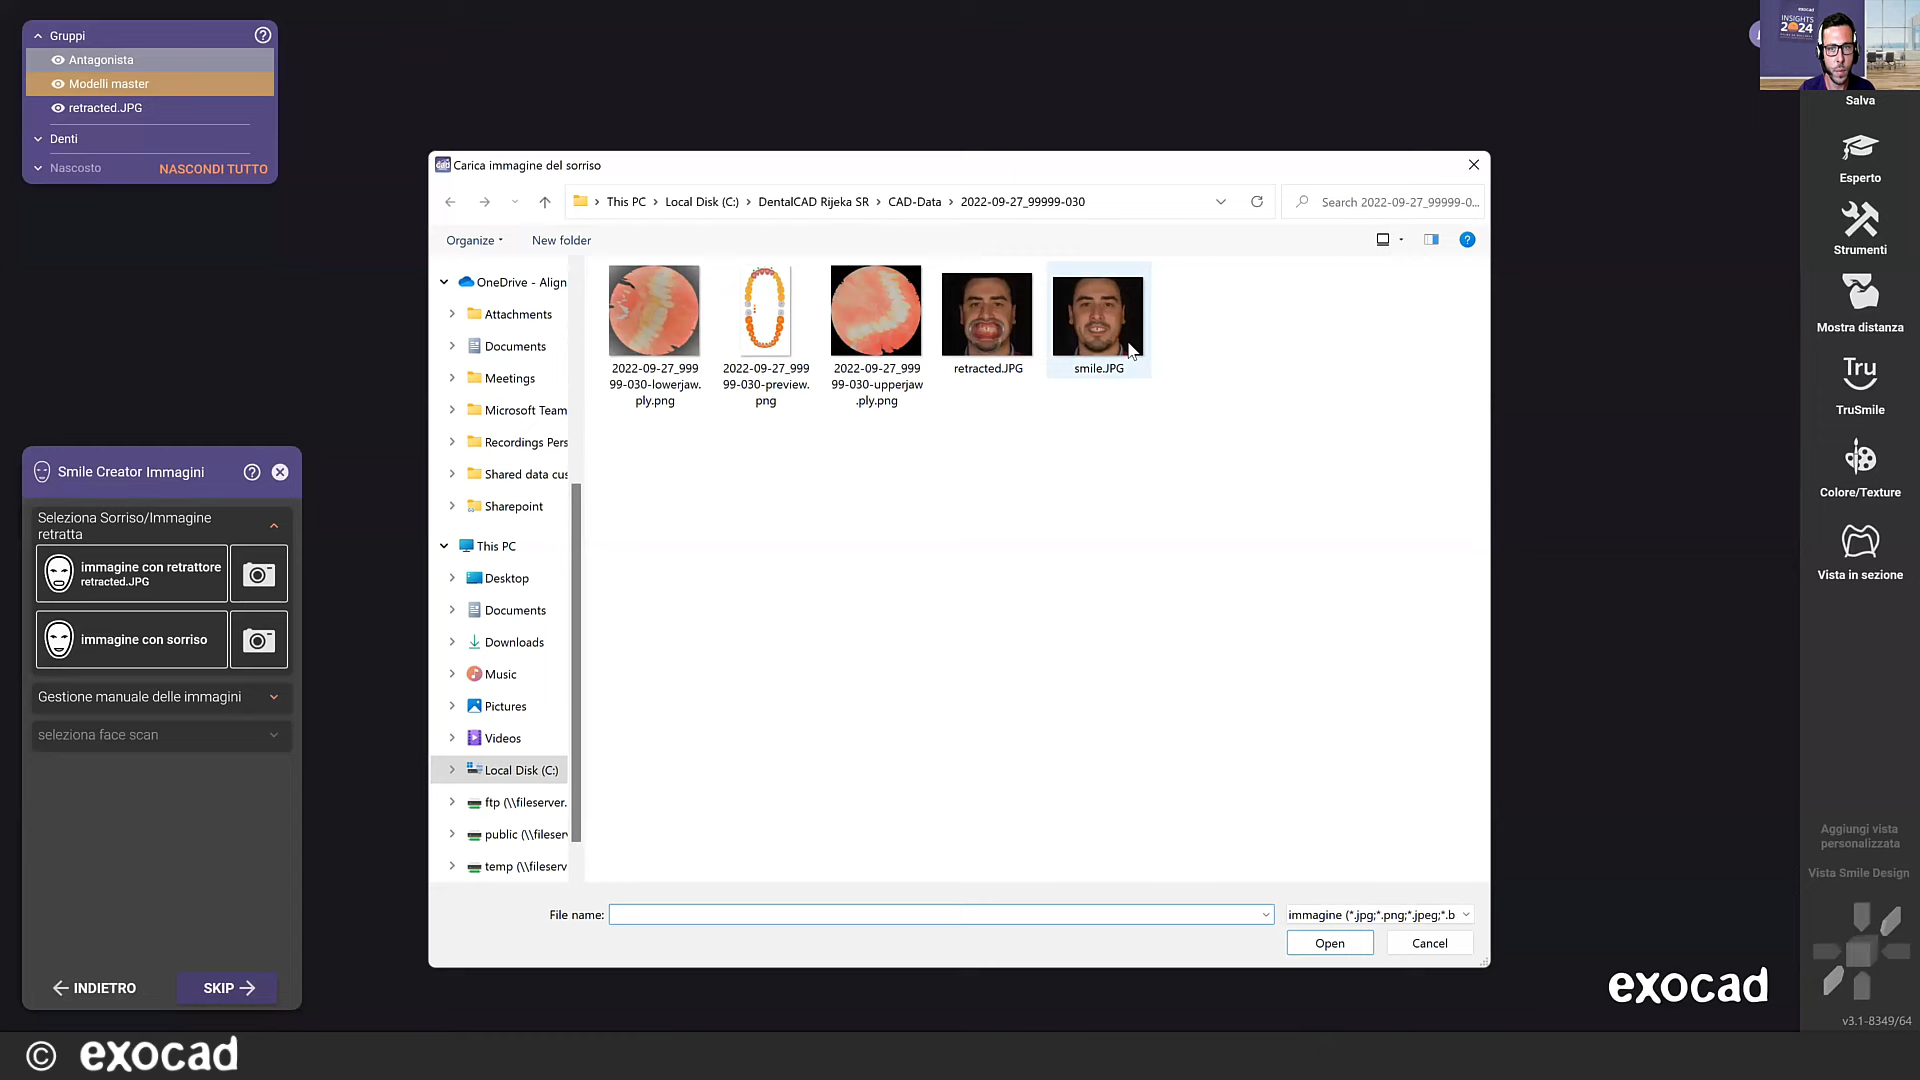 Gruppi
Antagonista
Modelli master
retracted.JPG
Denti
Nascosto NASCONDI TUTTO
exocad
INSIGHTS
2024
Salva
Esperto
Strumenti
Mostra distanza
Tru
TruSmile
Colore/Texture
Vista in sezione
Aggiungi vista
personalizzata
Vista Smile Design
v3.1-8349/64
Carica immagine del sorriso
This PC > Local Disk (C:) > DentalCAD Rijeka SR > CAD-Data > 2022-09-27_99999-030
Search 2022-09-27_99999-0...
Organize New folder
OneDrive - Align
Attachments
Documents
Meetings
Microsoft Team
Recordings Pers
Shared data cus
Sharepoint
This PC
Desktop
Documents
Downloads
Music
Pictures
Videos
Local Disk (C:)
ftp (\\fileserver.
public (\\fileser
temp (\\fileserv
2022-09-27_99
99-030-lowerjaw.
ply.png
2022-09-27_999
99-030-preview.
png
2022-09-27_999
99-030-upperjaw
.ply.png
retracted.JPG
smile.JPG
File name:
immagine (*.jpg;*.png;*.jpeg;*.b
Open Cancel
Smile Creator Immagini
Seleziona Sorriso/Immagine
retratta
immagine con retrattore
retracted.JPG
immagine con sorriso
Gestione manuale delle immagini
seleziona face scan
INDIETRO SKIP
exocad
© exocad